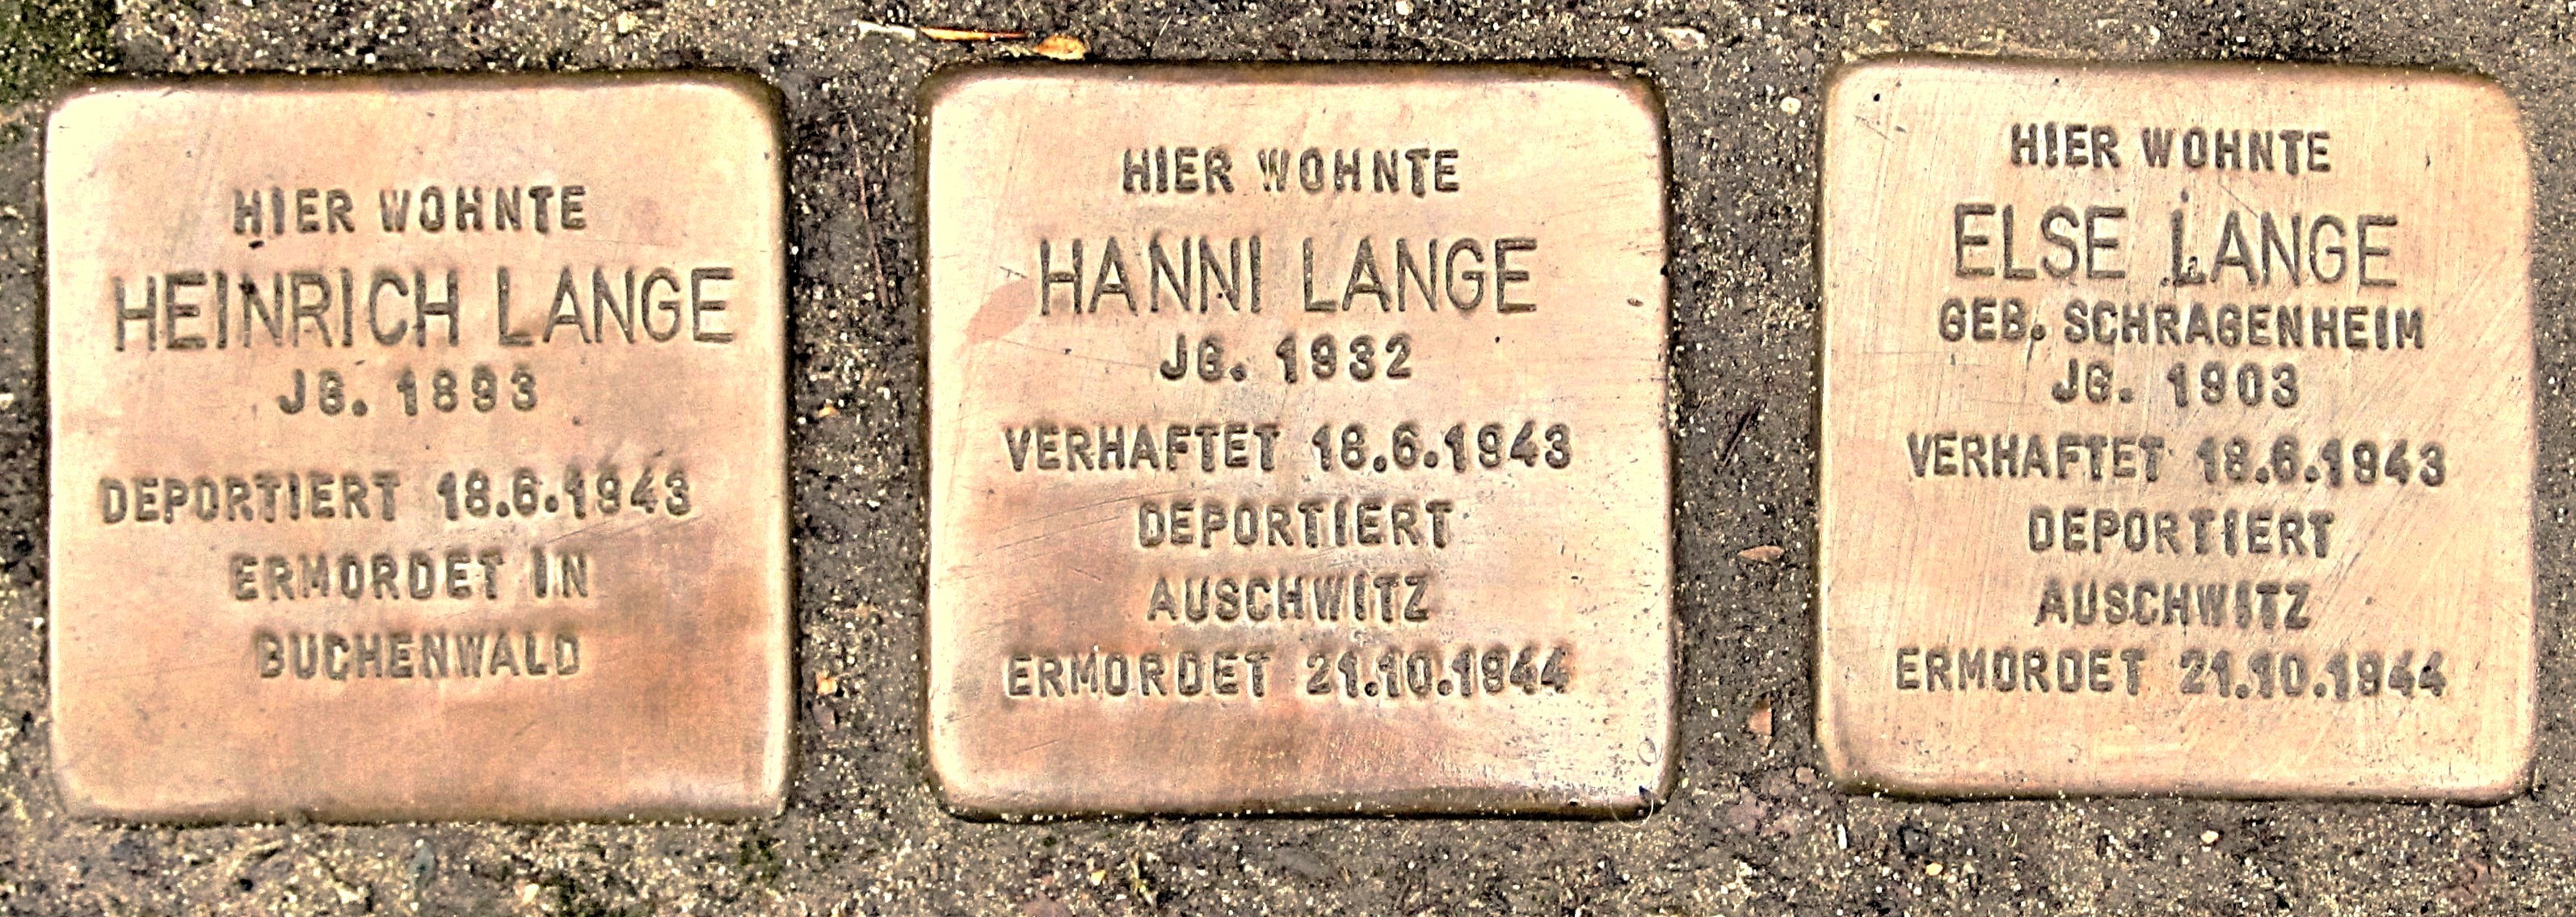 HIER WOHNTE
HEINRICH LANGE
JG. 1893
DEPORTIERT 18.6.1943
ERMORDET IN
BUCHENWALD
HIER WOHNTE
HANNI LANGE
JG. 1932
VERHAFTET 18.6.1943
DEPORTIERT
AUSCHWITZ
ERMORDET 21.10.1944
HIER WOHNTE
ELSE LANGE
GEB. SCHRAGENHEIM
JG. 1903
VERHAFTET 18.6.1943
DEPORTIERT
AUSCHWITZ
ERMORDET 21.10.1944